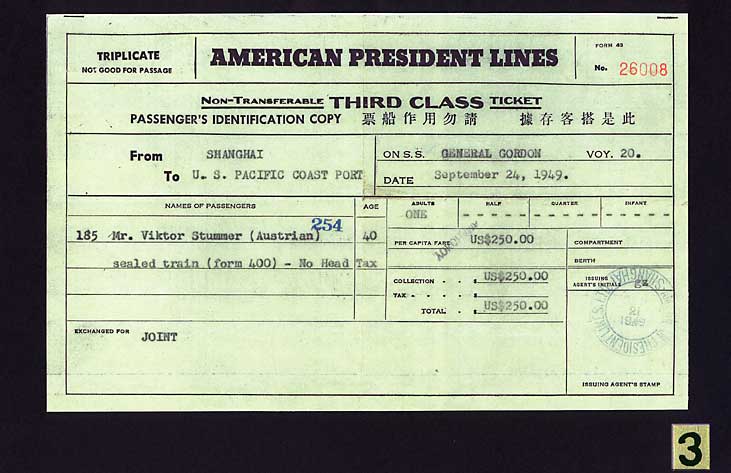 TRIPLICATE
NOT GOOD FOR PASSAGE
AMERICAN PRESIDENT LINES
FORM 43
No. 26008
NON-TRANSFERABLE THIRD CLASS TICKET
PASSENGER'S IDENTIFICATION COPY 票船作用勿請 據存客搭是此
From SHANGHAI
To U. S. PACIFIC COAST PORT
ON S.S. GENERAL GORDON VOY. 20.
DATE September 24, 1949.
NAMES OF PASSENGERS AGE
ADULTS HALF QUARTER INFANT
ONE
254
185 Mr. Viktor Stummer (Austrian) 40
sealed train (form 400) - No Head Tax
PER CAPITA FARE US$250.00
COLLECTION - - - $ US$250.00
TAX - - - - - $
TOTAL - - $ US$250.00
COMPARTMENT
BERTH
ISSUING
AGENT'S INITIALS gz
EXCHANGED FOR JOINT
ISSUING AGENT'S STAMP
3